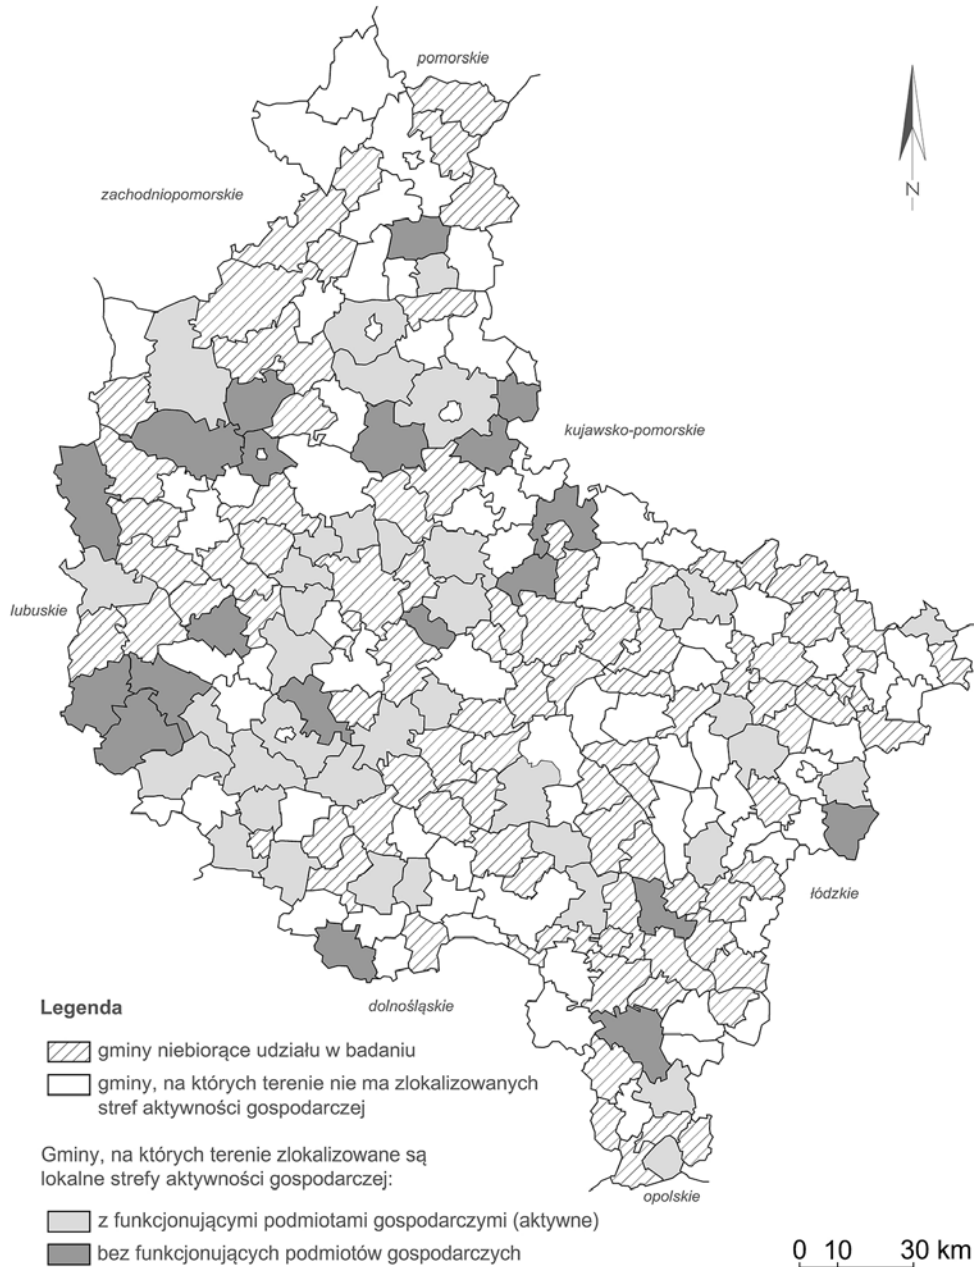 pomorskie
zachodniopomorskie
N
kujawsko-pomorskie
lubuskie
łódzkie
dolnośląskie
Legenda
gminy niebiorące udziału w badaniu
gminy, na których terenie nie ma zlokalizowanych
stref aktywności gospodarczej
Gminy, na których terenie zlokalizowane są
lokalne strefy aktywności gospodarczej:
z funkcjonującymi podmiotami gospodarczymi (aktywne)
bez funkcjonujących podmiotów gospodarczych
opolskie
0 10 30 km